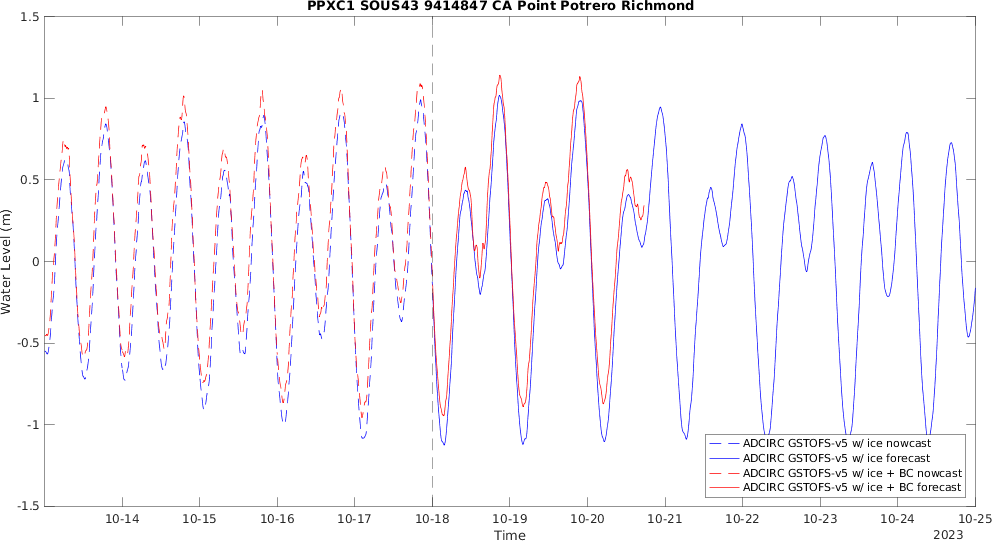 PPXC1 SOUS43 9414847 CA Point Potrero Richmond
1.5
1
0.5
0
-0.5
-1
-1.5
Water Level (m)
10-14 10-15 10-16 10-17 10-18 10-19 10-20 10-21 10-22 10-23 10-24 10-25
Time
2023
ADCIRC GSTOFS-v5 w/ ice nowcast
ADCIRC GSTOFS-v5 w/ ice forecast
ADCIRC GSTOFS-v5 w/ ice + BC nowcast
ADCIRC GSTOFS-v5 w/ ice + BC forecast